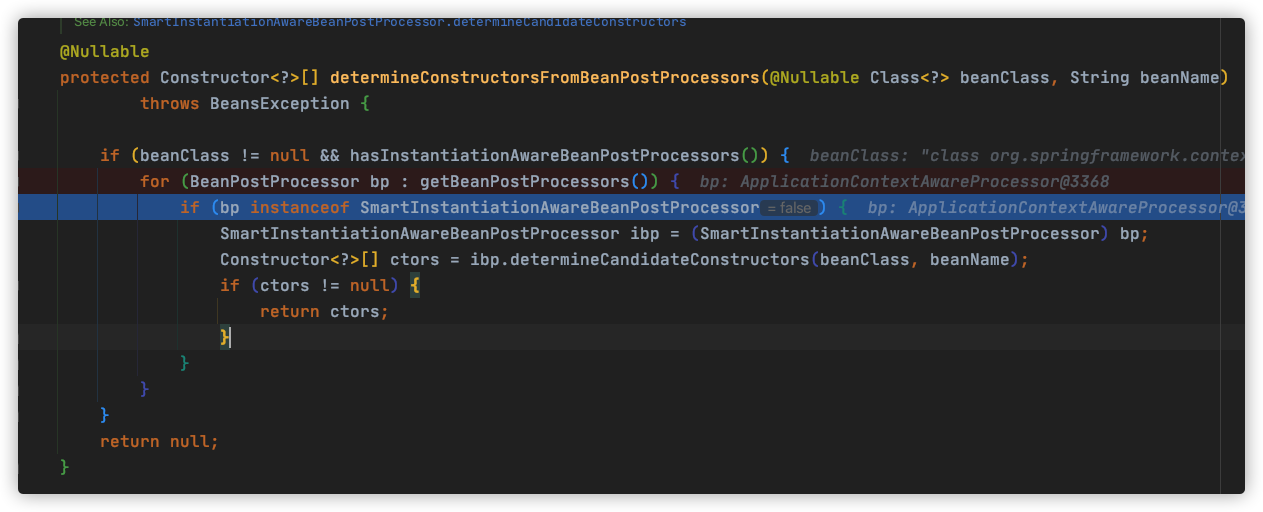 See Also: SmartInstantiationAwareBeanPostProcessor.determineCandidateConstructors
@Nullable
protected Constructor<?>[] determineConstructorsFromBeanPostProcessors(@Nullable Class<?> beanClass, String beanName)
throws BeansException {
if (beanClass != null && hasInstantiationAwareBeanPostProcessors()) { beanClass: "class org.springframework.contex
for (BeanPostProcessor bp : getBeanPostProcessors()) { bp: ApplicationContextAwareProcessor@3368
if (bp instanceof SmartInstantiationAwareBeanPostProcessor = false ) { bp: ApplicationContextAwareProcessor@3
SmartInstantiationAwareBeanPostProcessor ibp = (SmartInstantiationAwareBeanPostProcessor) bp;
Constructor<?>[] ctors = ibp.determineCandidateConstructors(beanClass, beanName);
if (ctors != null) {
return ctors;
}
}
}
}
return null;
}